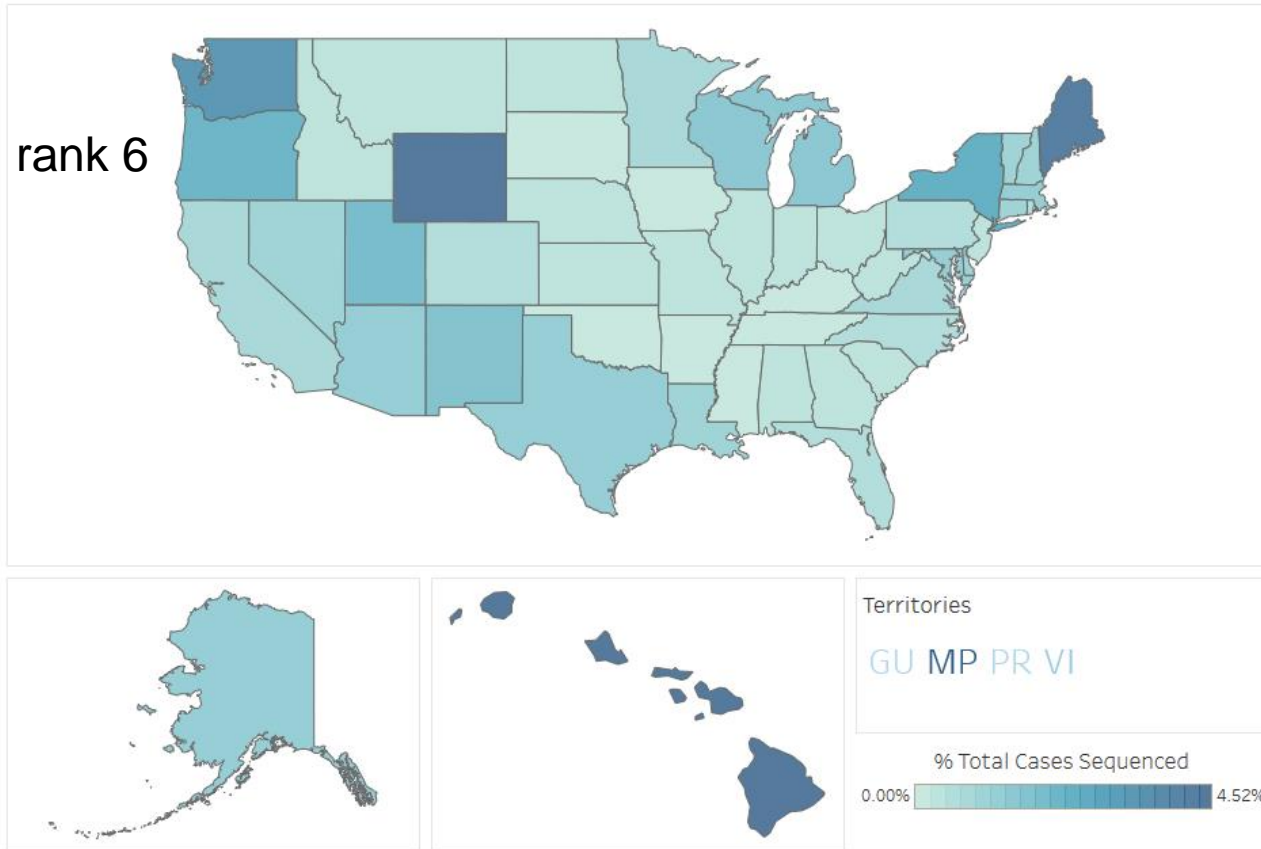 rank 6
Territories
GU MP PR VI
% Total Cases Sequenced
0.00% 4.52%